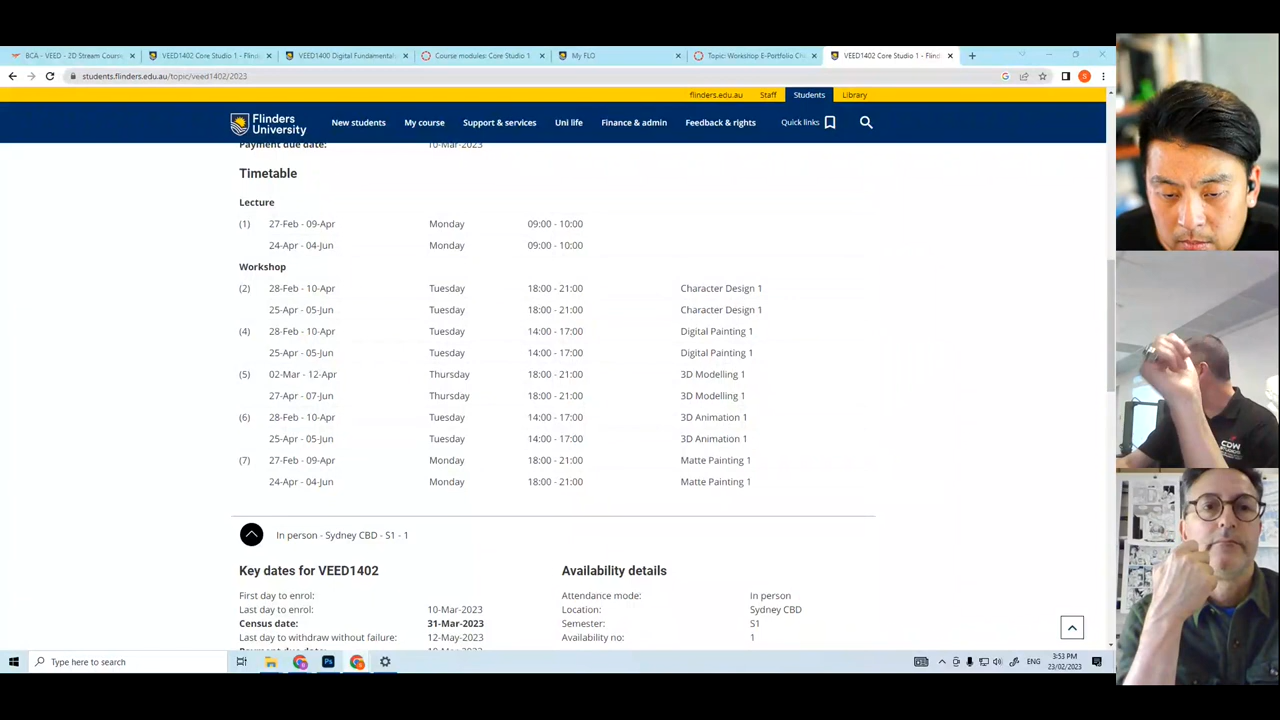 BCA - VEED - 2D Stream Cours
VEED1402 Core Studio 1 - Flind
VEED1400 Digital Fundamentals
Course modules: Core Studio 1
My FLO
Topic: Workshop E-Portfolio Ch
VEED1402 Core Studio 1 - Flind
students.flinders.edu.au/topic/veed1402/2023
flinders.edu.au Staff Students Library
Flinders University
New students My course Support & services Uni life Finance & admin Feedback & rights Quick links
Payment due date: 10-Mar-2023
Timetable
Lecture
(1) 27-Feb - 09-Apr Monday 09:00 - 10:00
24-Apr - 04-Jun Monday 09:00 - 10:00
Workshop
(2) 28-Feb - 10-Apr Tuesday 18:00 - 21:00 Character Design 1
25-Apr - 05-Jun Tuesday 18:00 - 21:00 Character Design 1
(4) 28-Feb - 10-Apr Tuesday 14:00 - 17:00 Digital Painting 1
25-Apr - 05-Jun Tuesday 14:00 - 17:00 Digital Painting 1
(5) 02-Mar - 12-Apr Thursday 18:00 - 21:00 3D Modelling 1
27-Apr - 07-Jun Thursday 18:00 - 21:00 3D Modelling 1
(6) 28-Feb - 10-Apr Tuesday 14:00 - 17:00 3D Animation 1
25-Apr - 05-Jun Tuesday 14:00 - 17:00 3D Animation 1
(7) 27-Feb - 09-Apr Monday 18:00 - 21:00 Matte Painting 1
24-Apr - 04-Jun Monday 18:00 - 21:00 Matte Painting 1
In person - Sydney CBD - S1 - 1
Key dates for VEED1402 Availability details
First day to enrol: Attendance mode: In person
Last day to enrol: 10-Mar-2023 Location: Sydney CBD
Census date: 31-Mar-2023 Semester: S1
Last day to withdraw without failure: 12-May-2023 Availability no: 1
Type here to search
ENG
3:53 PM
23/02/2023
CDW